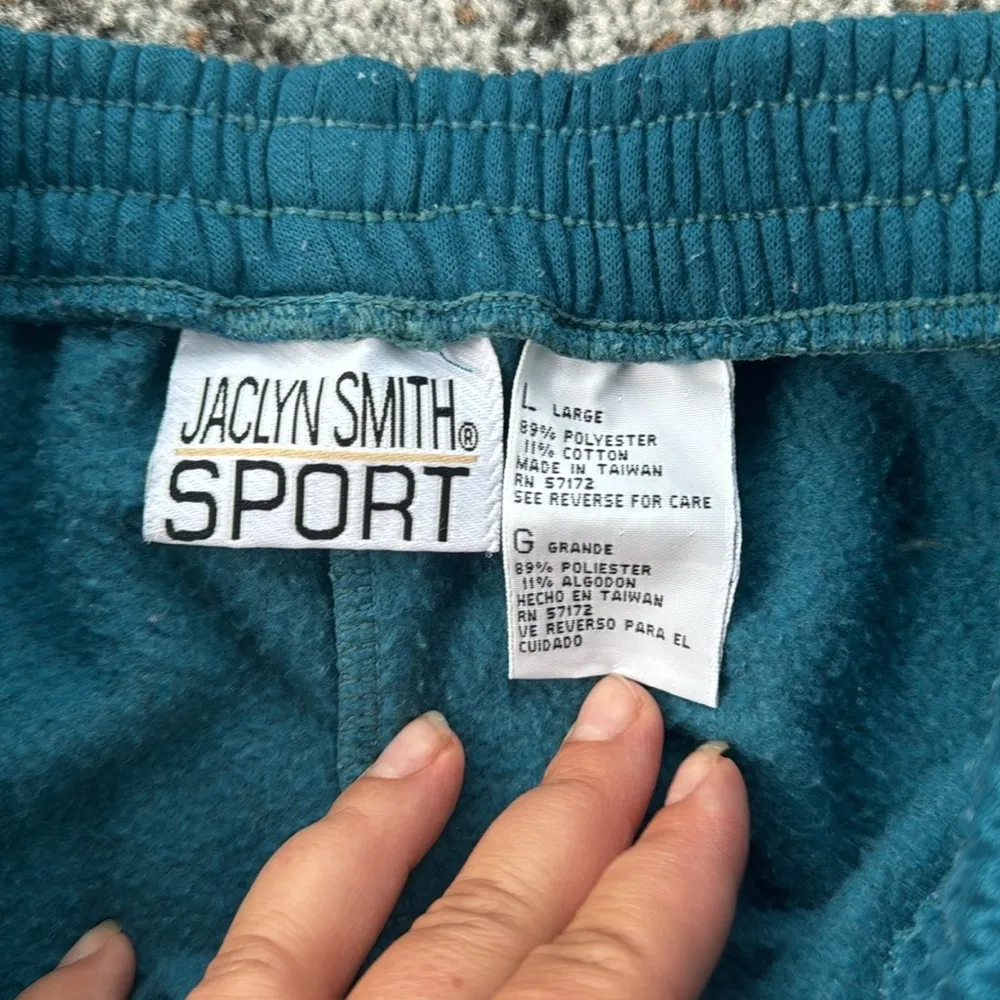 JACLYN SMITH®
SPORT
L LARGE
89% POLYESTER
11% COTTON
MADE IN TAIWAN
RN 57172
SEE REVERSE FOR CARE
G GRANDE
89% POLIESTER
11% ALGODON
HECHO EN TAIWAN
RN 57172
VE REVERSO PARA EL
CUIDADO